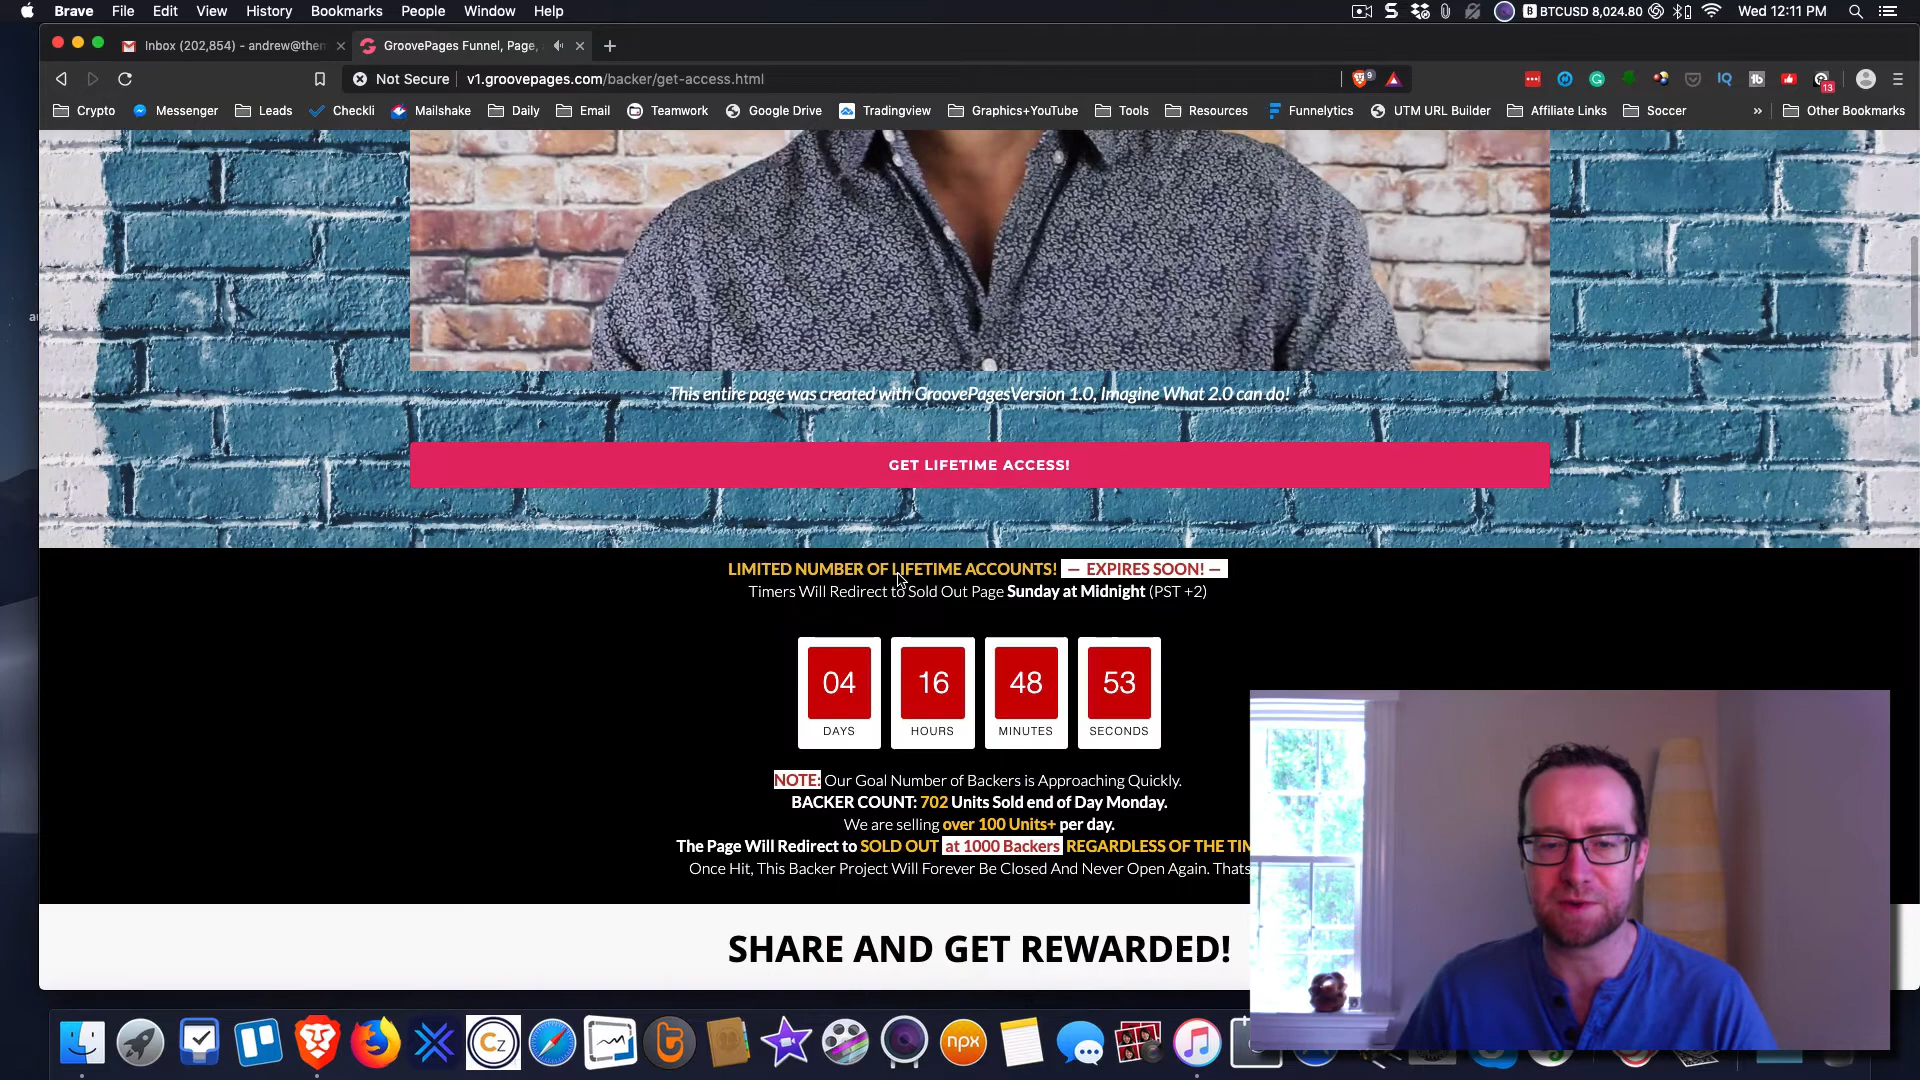 Brave File Edit View History Bookmarks People Window Help BTCUSD 8,024.80 Wed 12:11 PM
Inbox (202,854) - andrew@then GroovePages Funnel, Page,
Not Secure v1.groovepages.com/backer/get-access.html 9 13
Crypto Messenger Leads Checkli Mailshake Daily Email Teamwork Google Drive Tradingview Graphics+YouTube Tools Resources Funnelytics UTM URL Builder Affiliate Links Soccer » Other Bookmarks
This entire page was created with GroovePagesVersion 1.0, Imagine What 2.0 can do!
GET LIFETIME ACCESS!
LIMITED NUMBER OF LIFETIME ACCOUNTS! — EXPIRES SOON! —
Timers Will Redirect to Sold Out Page Sunday at Midnight (PST +2)
04 16 48 53
DAYS HOURS MINUTES SECONDS
NOTE: Our Goal Number of Backers is Approaching Quickly.
BACKER COUNT: 702 Units Sold end of Day Monday.
We are selling over 100 Units+ per day.
The Page Will Redirect to SOLD OUT at 1000 Backers REGARDLESS OF THE TIM
Once Hit, This Backer Project Will Forever Be Closed And Never Open Again. Thats
SHARE AND GET REWARDED!
Cz npx